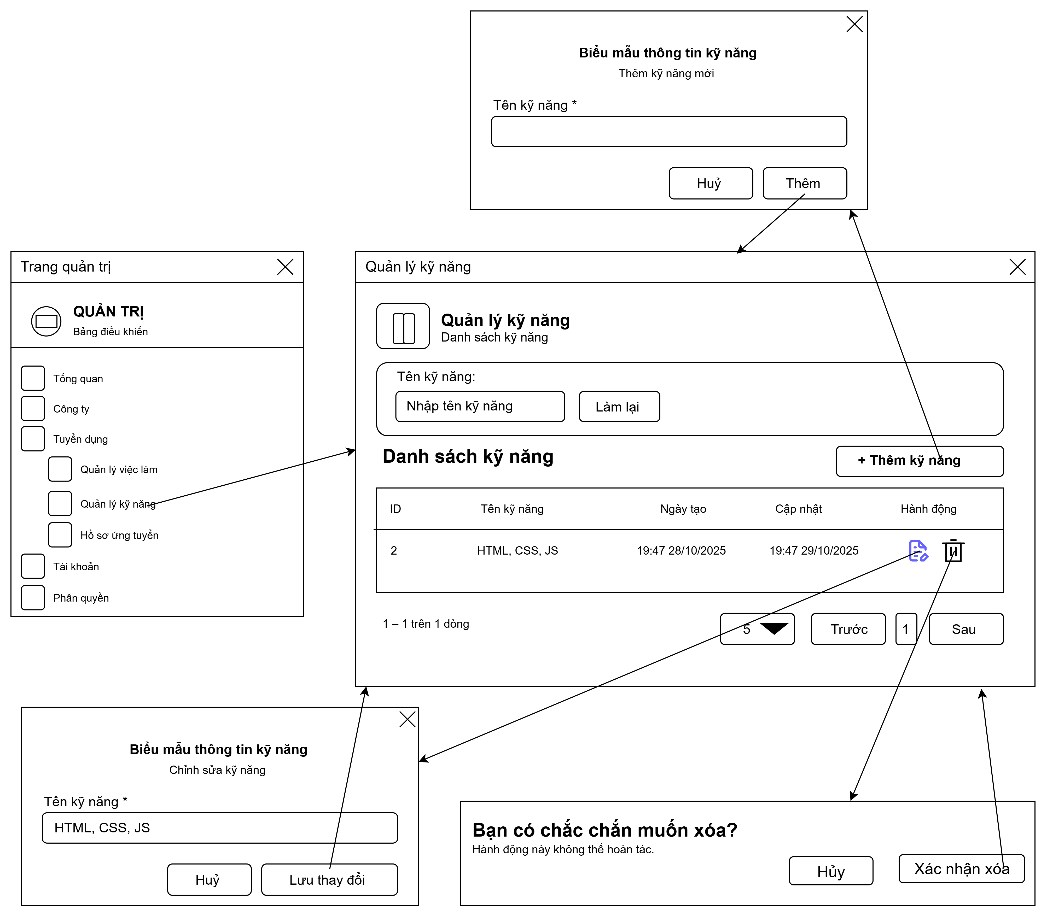 Biểu mẫu thông tin kỹ năng
Thêm kỹ năng mới
Tên kỹ năng *
Huỷ
Thêm
Trang quản trị
QUẢN TRỊ
Bảng điều khiển
Tổng quan
Công ty
Tuyển dụng
Quản lý việc làm
Quản lý kỹ năng
Hồ sơ ứng tuyển
Tài khoản
Phân quyền
Quản lý kỹ năng
Quản lý kỹ năng
Danh sách kỹ năng
Tên kỹ năng:
Nhập tên kỹ năng
Làm lại
Danh sách kỹ năng
+ Thêm kỹ năng
ID Tên kỹ năng Ngày tạo Cập nhật Hành động
2 HTML, CSS, JS 19:47 28/10/2025 19:47 29/10/2025
1 – 1 trên 1 dòng
5
Trước
1
Sau
Biểu mẫu thông tin kỹ năng
Chỉnh sửa kỹ năng
Tên kỹ năng *
HTML, CSS, JS
Huỷ
Lưu thay đổi
Bạn có chắc chắn muốn xóa?
Hành động này không thể hoàn tác.
Hủy
Xác nhận xóa